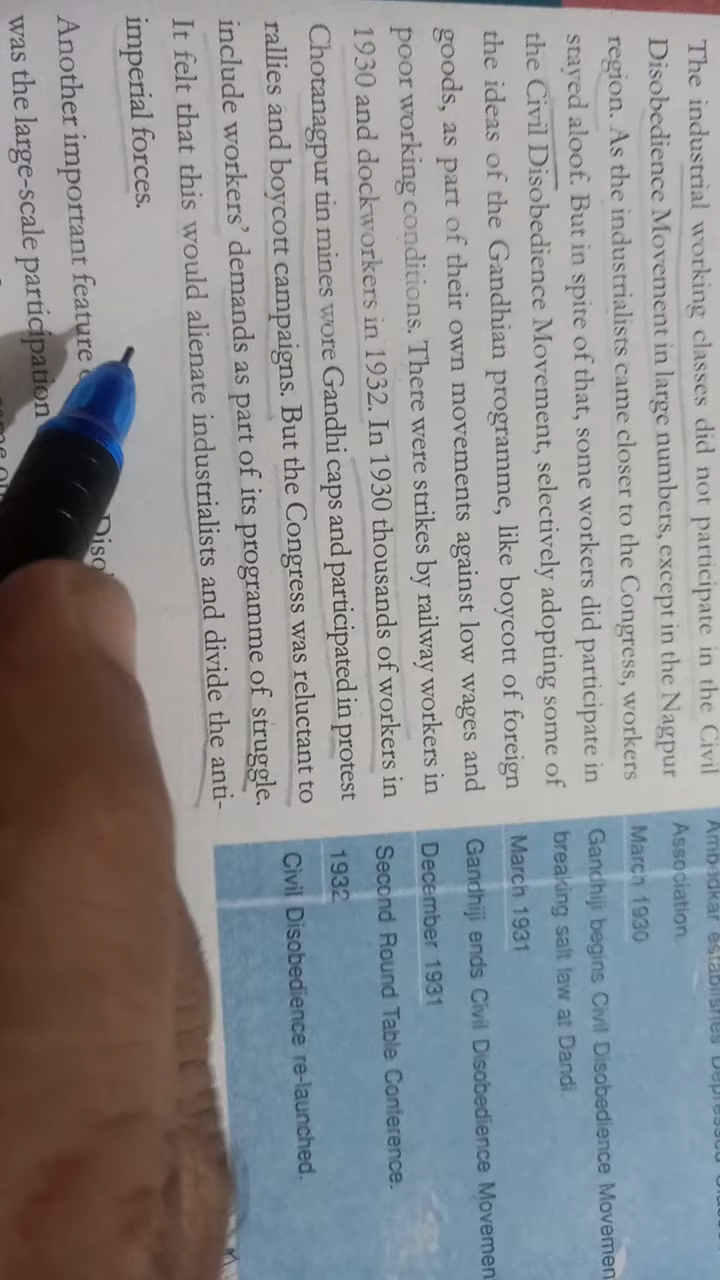 The industrial working classes did not participate in the Civil
Disobedience Movement in large numbers, except in the Nagpur
region. As the industrialists came closer to the Congress, workers
stayed aloof. But in spite of that, some workers did participate in
the Civil Disobedience Movement, selectively adopting some of
the ideas of the Gandhian programme, like boycott of foreign
goods, as part of their own movements against low wages and
poor working conditions. There were strikes by railway workers in
1930 and dockworkers in 1932. In 1930 thousands of workers in
Chotanagpur tin mines wore Gandhi caps and participated in protest
rallies and boycott campaigns. But the Congress was reluctant to
include workers' demands as part of its programme of struggle.
It felt that this would alienate industrialists and divide the anti-
imperial forces.
Another important feature
was the large-scale participation
Ambedkar establishes Depressed
Association.
March 1930
Gandhiji begins Civil Disobedience Movemen
breaking salt law at Dandi.
March 1931
Gandhiji ends Civil Disobedience Movemen
December 1931
Second Round Table Conference.
1932
Civil Disobedience re-launched.